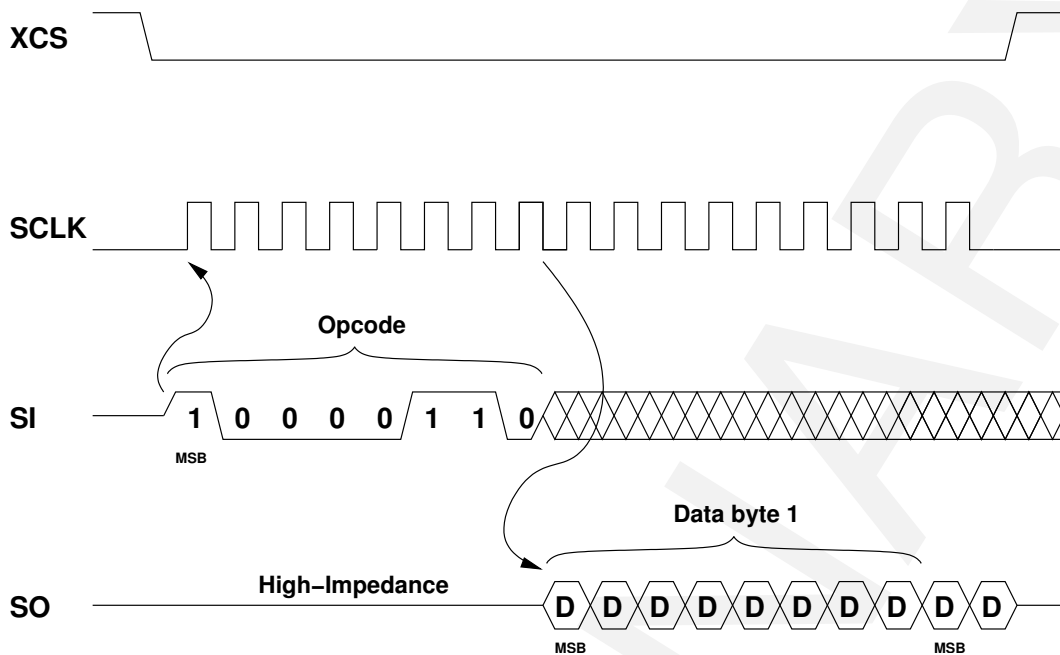 XCS
SCLK
Opcode
SI
1 0 0 0 0 1 1 0
MSB
Data byte 1
High-Impedance
SO
D D D D D D D D D D
MSB MSB